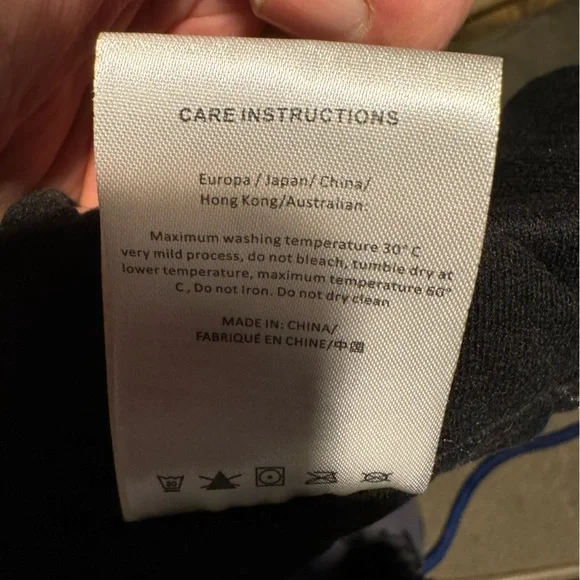 CARE INSTRUCTIONS
Europa / Japan/ China/
Hong Kong/Australian:
Maximum washing temperature 30° C
very mild process, do not bleach, tumble dry at
lower temperature, maximum temperature 60°
C , Do not Iron. Do not dry clean
MADE IN: CHINA/
FABRIQUÉ EN CHINE/中国
30